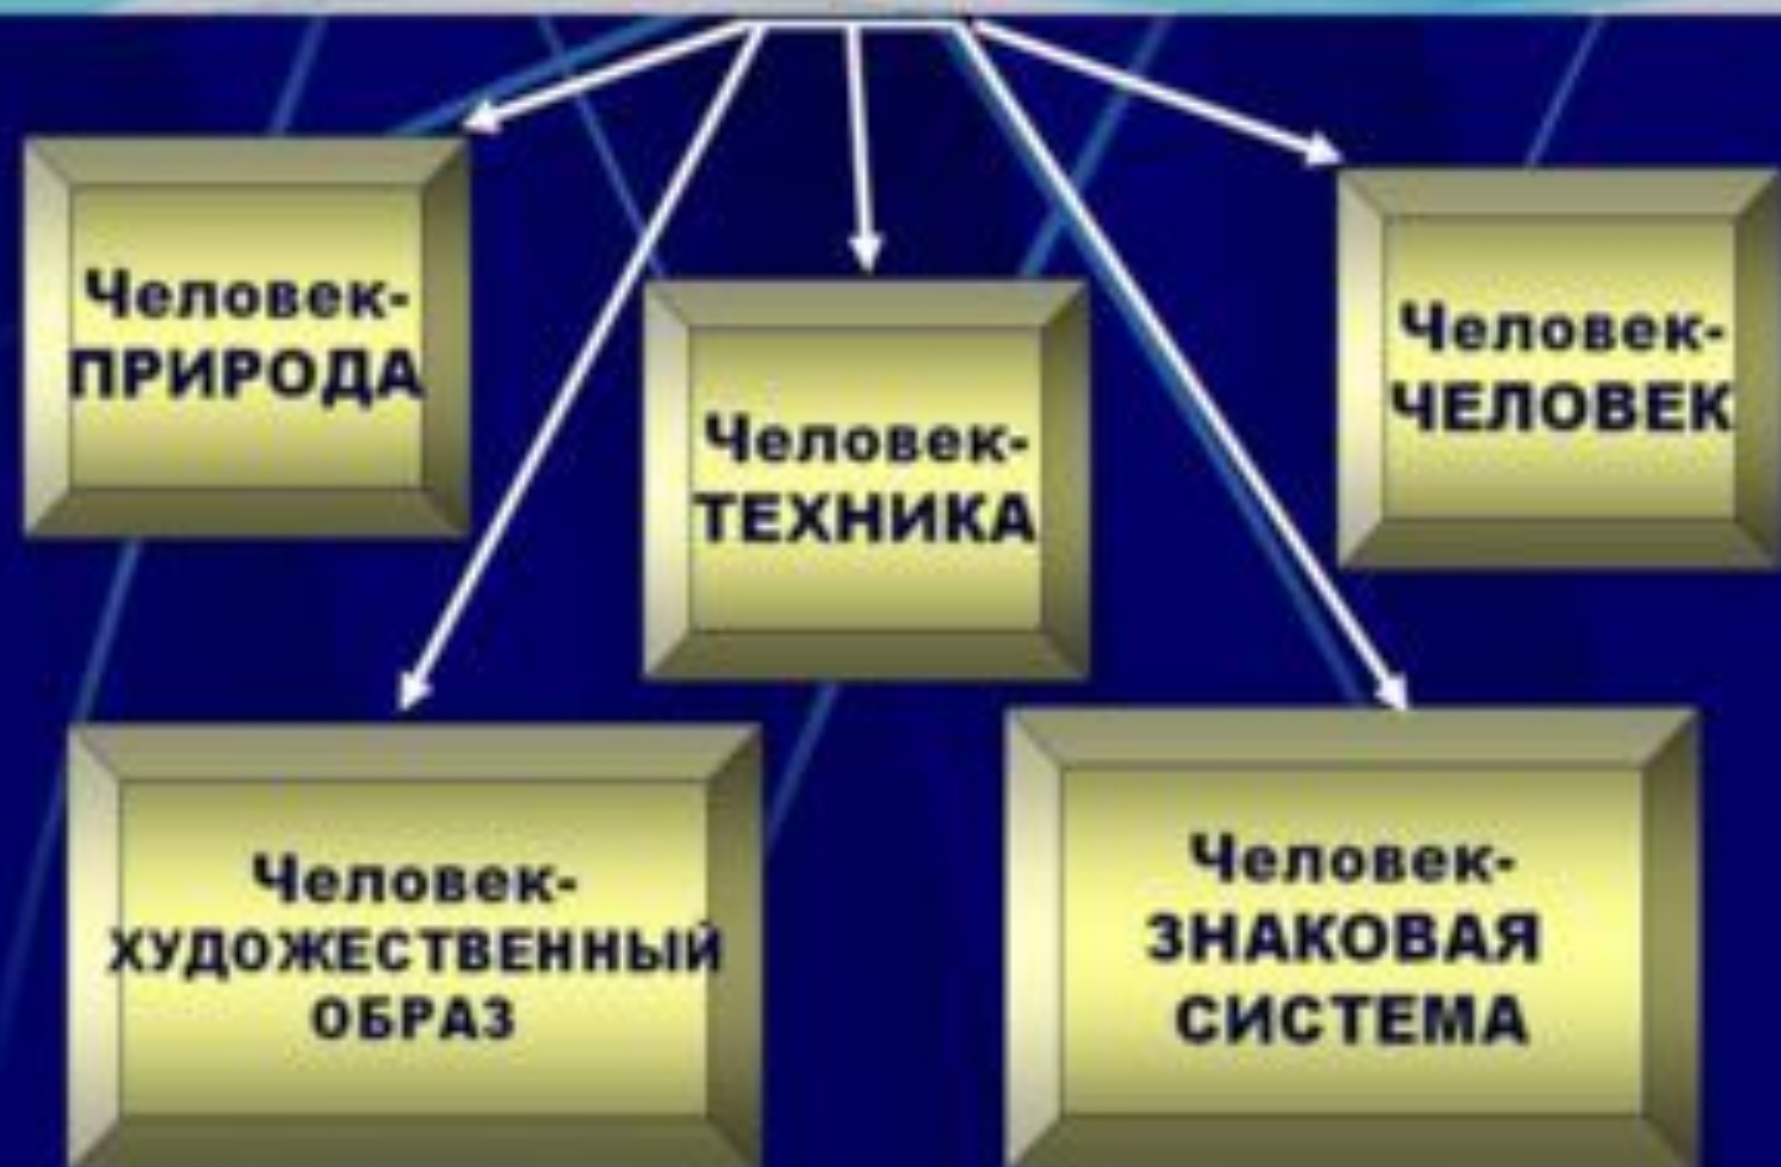 Человек-
ПРИРОДА
Человек-
ТЕХНИКА
Человек-
ЧЕЛОВЕК
Человек-
ХУДОЖЕСТВЕННЫЙ
ОБРАЗ
Человек-
ЗНАКОВАЯ
СИСТЕМА